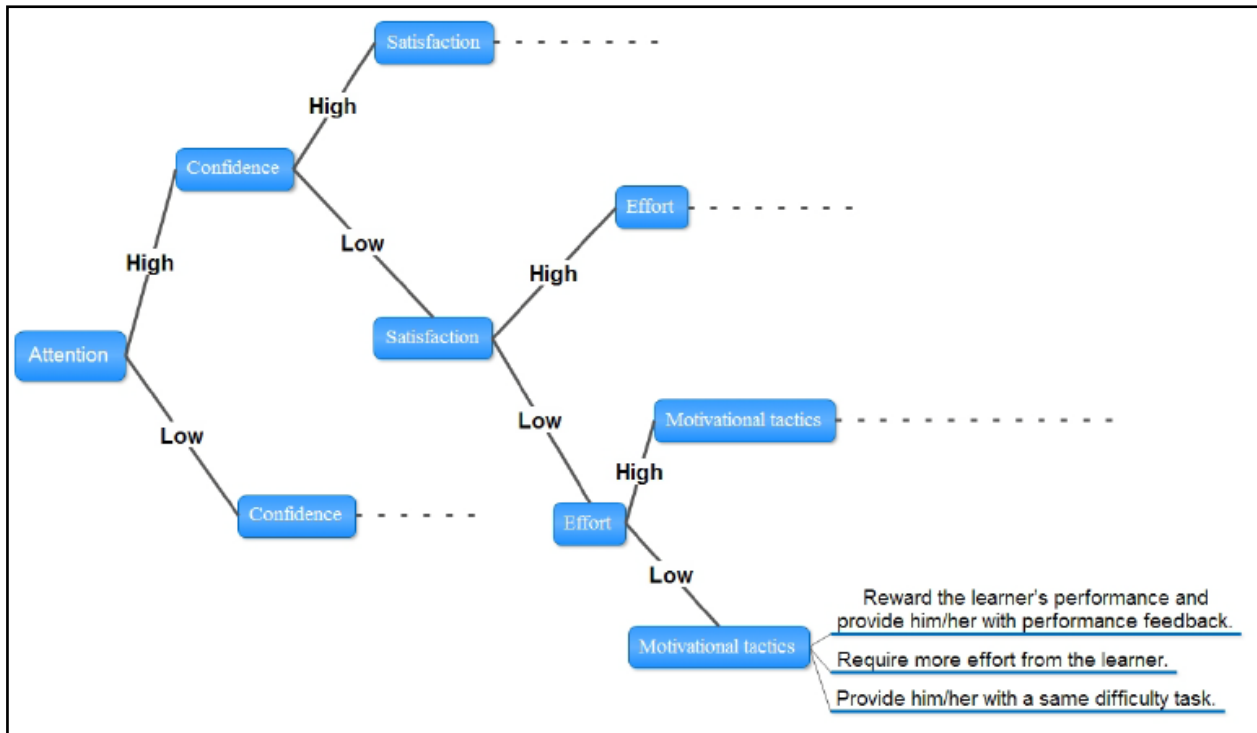 Satisfaction
High
Confidence
Effort
Low
High
High
Satisfaction
Attention
Low
Motivational tactics
Low
High
Confidence
Effort
Low
Reward the learner's performance and
provide him/her with performance feedback.
Motivational tactics
Require more effort from the learner.
Provide him/her with a same difficulty task.